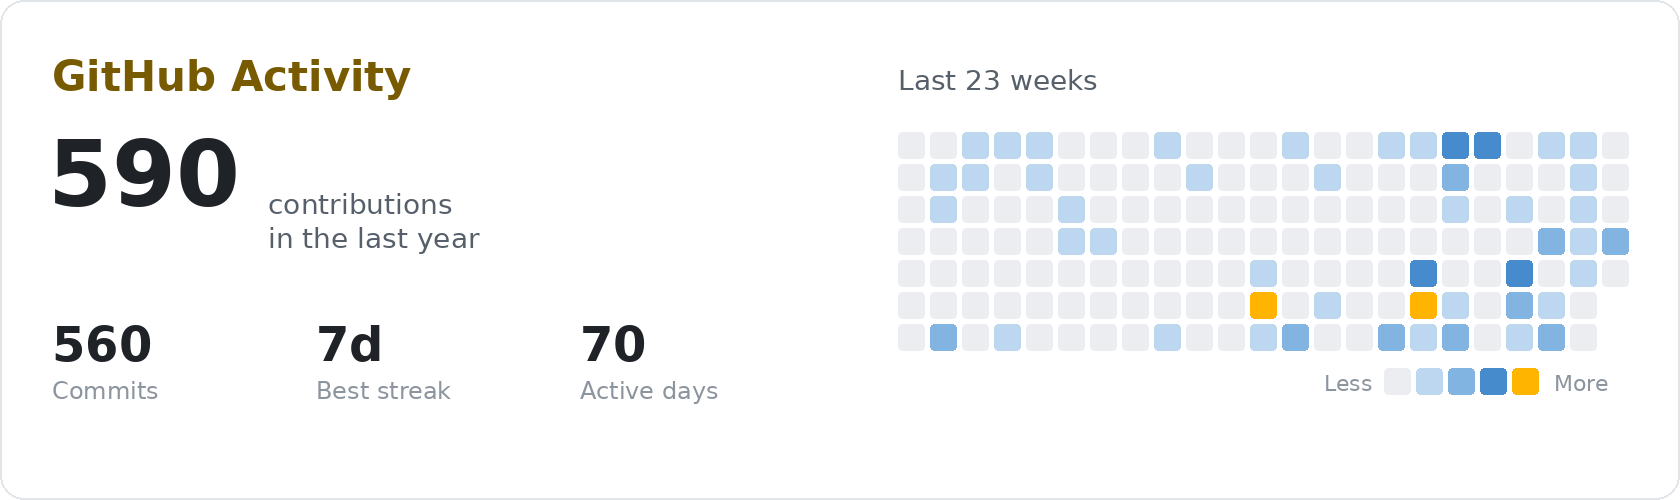 GitHub Activity
590
contributions
in the last year
560
Commits
7d
Best streak
70
Active days
Last 23 weeks
Less
More